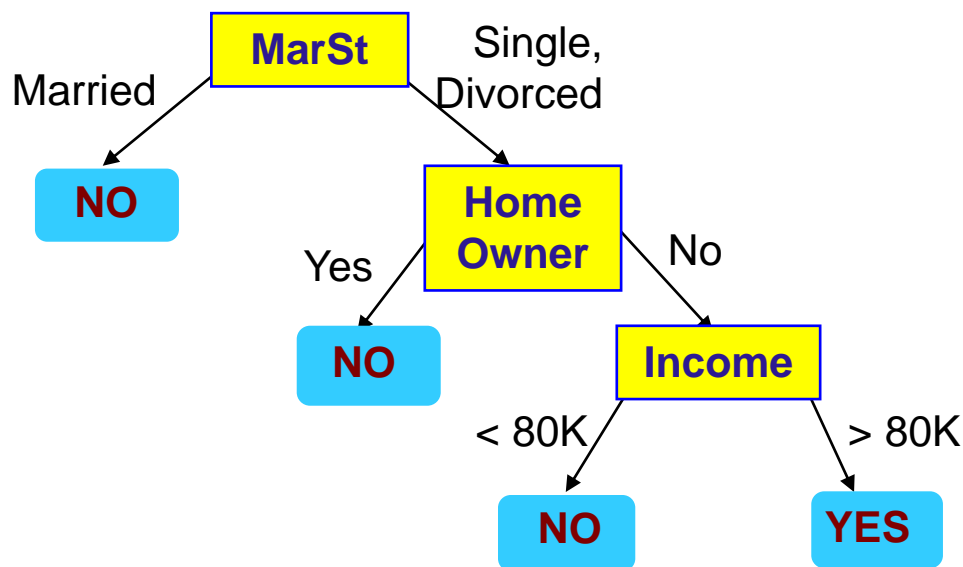 MarSt
Single,
Divorced
Married
NO
Home
Owner
Yes
No
NO
Income
< 80K
> 80K
NO
YES